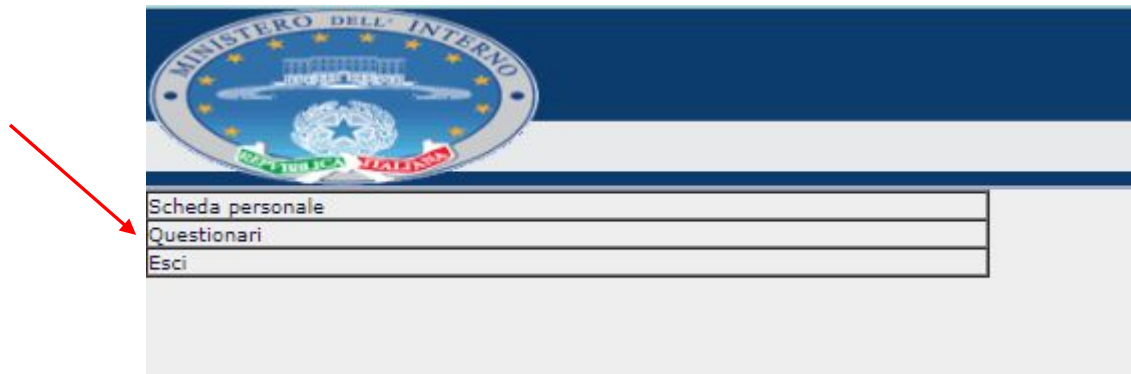 MINISTERO DELL' INTERNO
REPUBBLICA ITALIANA
Scheda personale
Questionari
Esci